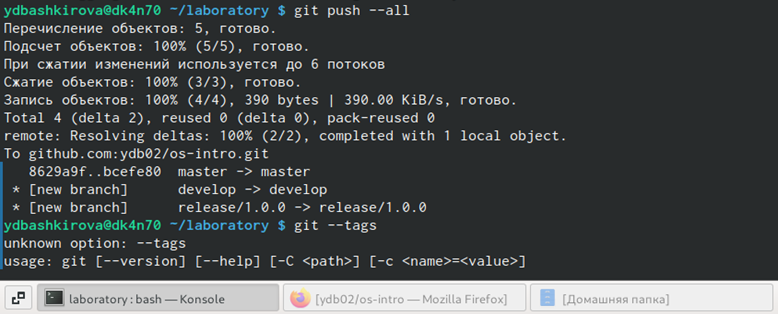 ydbashkirova@dk4n70 ~/laboratory $ git push --all
Перечисление объектов: 5, готово.
Подсчет объектов: 100% (5/5), готово.
При сжатии изменений используется до 6 потоков
Сжатие объектов: 100% (3/3), готово.
Запись объектов: 100% (4/4), 390 bytes | 390.00 KiB/s, готово.
Total 4 (delta 2), reused 0 (delta 0), pack-reused 0
remote: Resolving deltas: 100% (2/2), completed with 1 local object.
To github.com:ydb02/os-intro.git
   8629a9f..bcefe80  master -> master
 * [new branch]      develop -> develop
 * [new branch]      release/1.0.0 -> release/1.0.0
ydbashkirova@dk4n70 ~/laboratory $ git --tags
unknown option: --tags
usage: git [--version] [--help] [-C <path>] [-c <name>=<value>]
laboratory : bash — Konsole
[ydb02/os-intro — Mozilla Firefox]
[Домашняя папка]